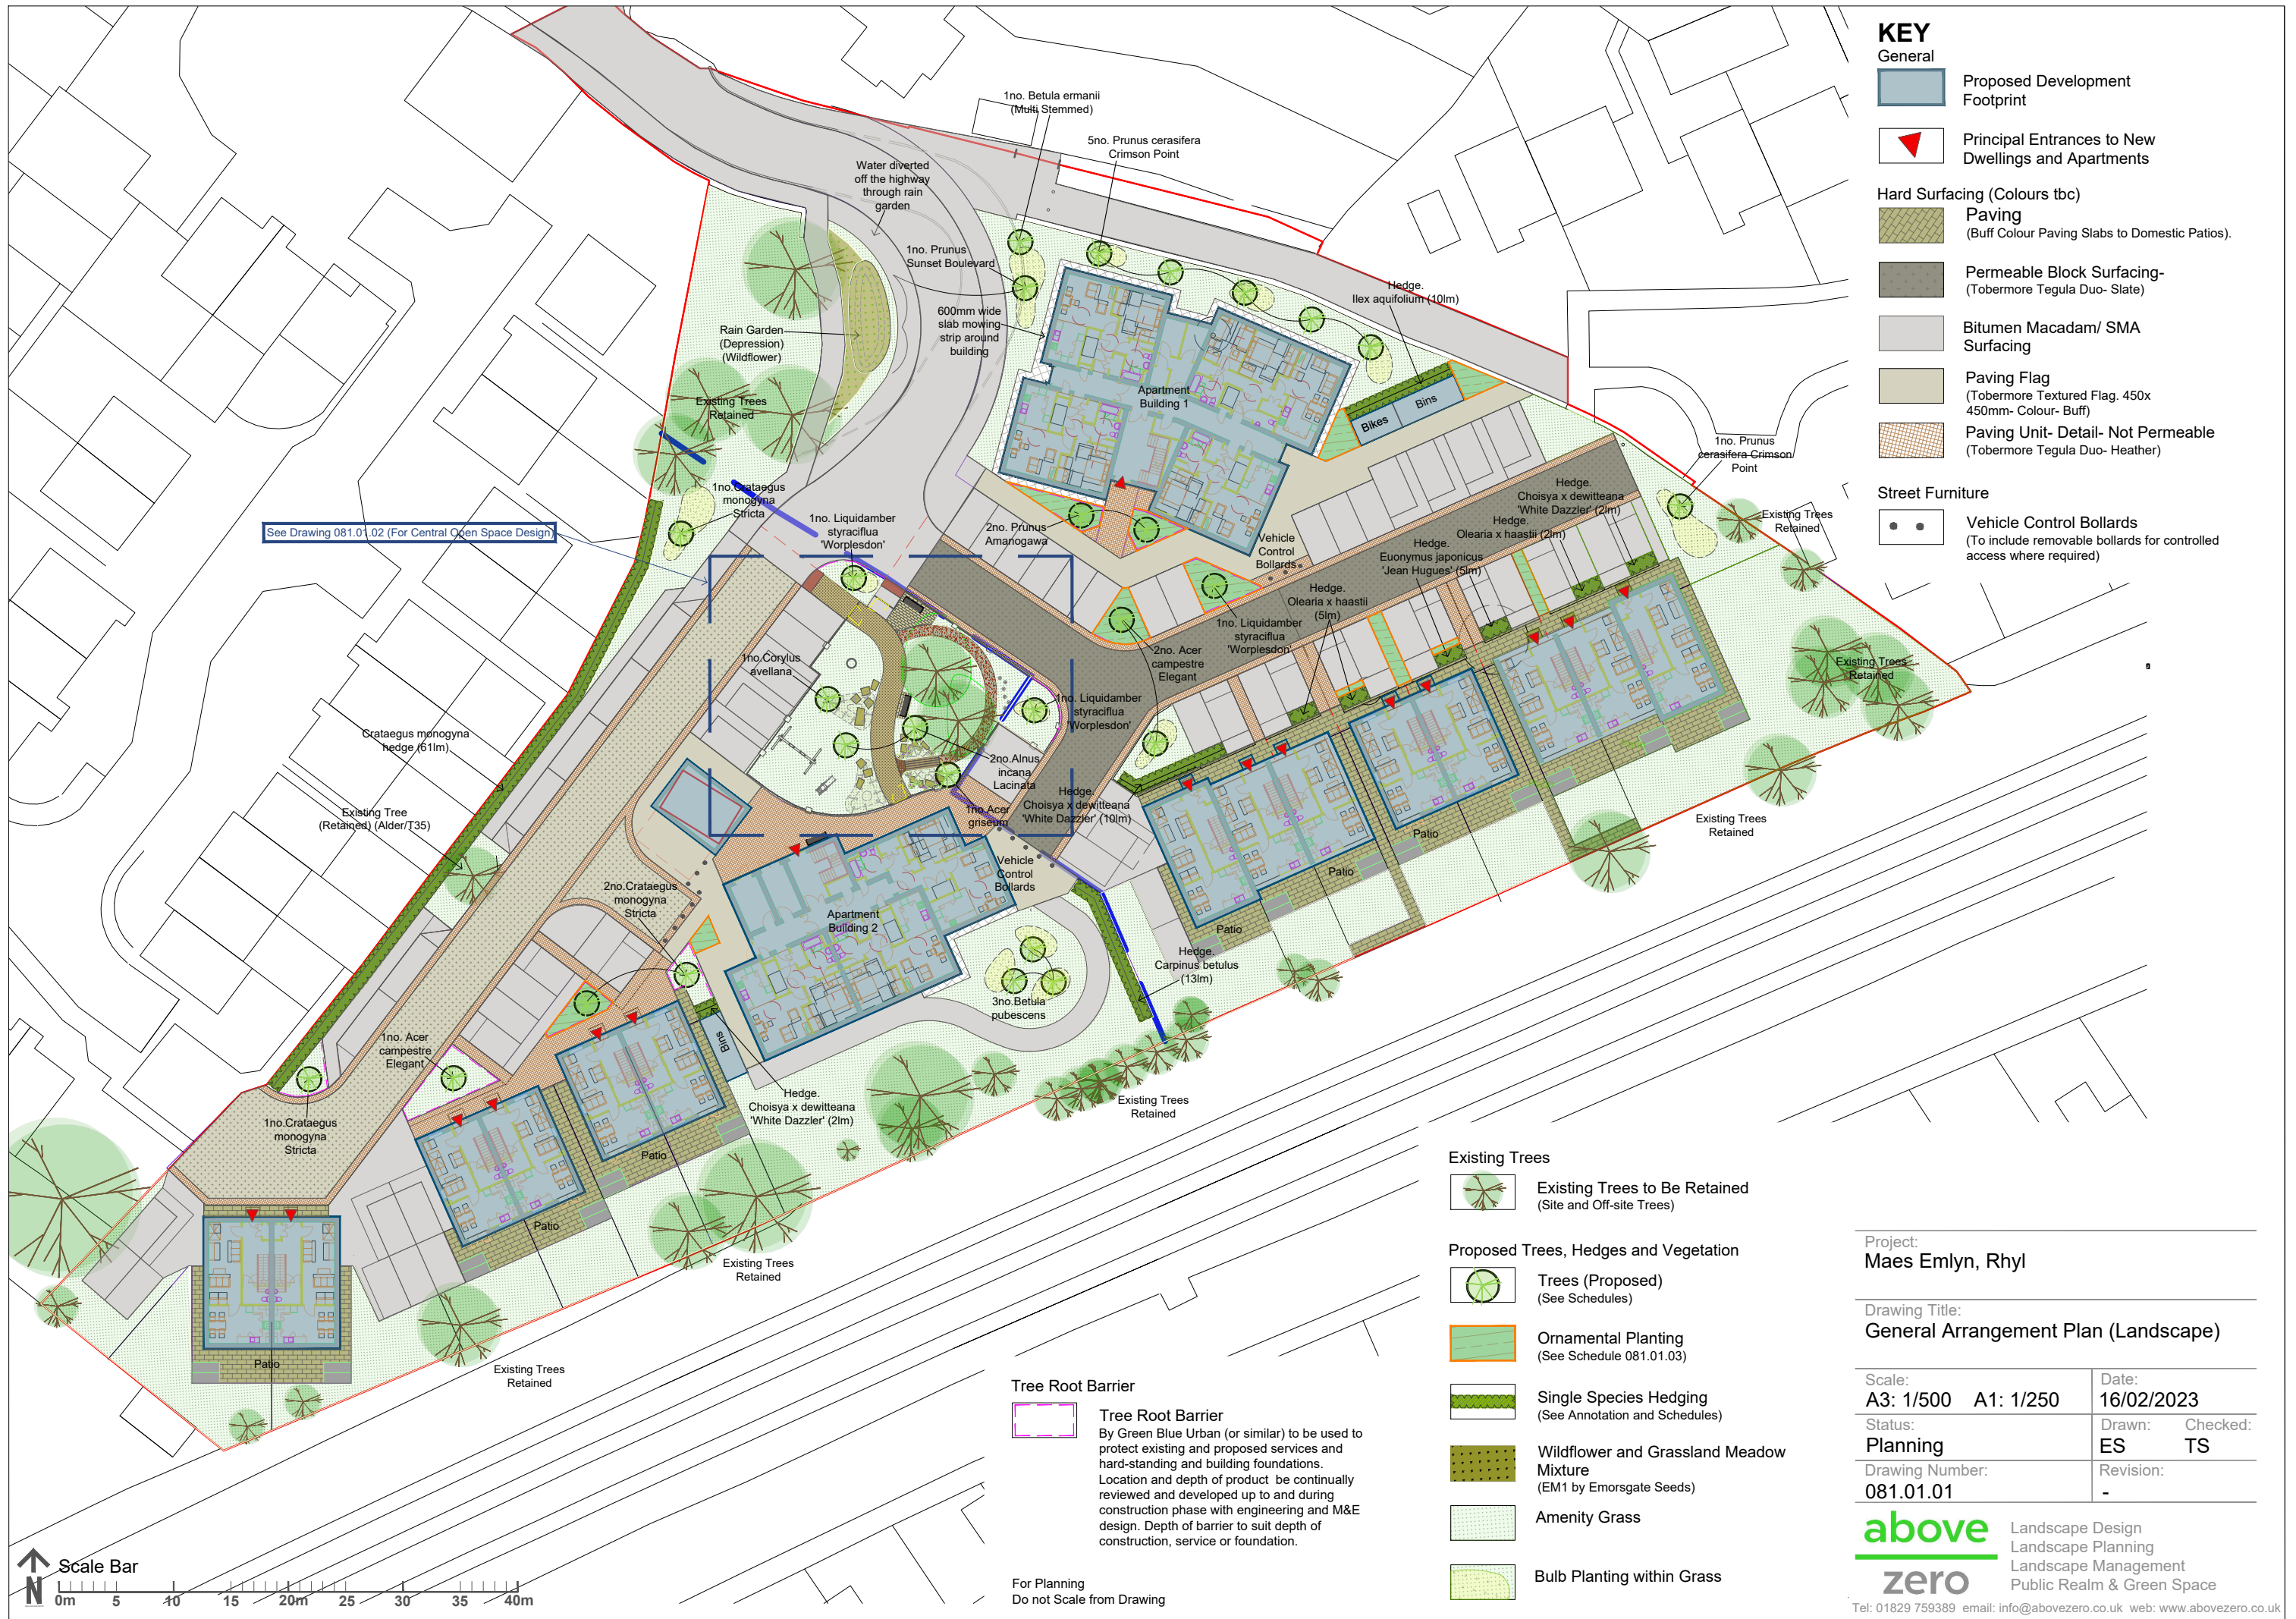 1no. Betula ermanii
(Multi Stemmed)
5no. Prunus cerasifera
Crimson Point
Water diverted
off the highway
through rain
garden
1no. Prunus
Sunset Boulevard
600mm wide
slab mowing
strip around
building
Rain Garden
(Depression)
(Wildflower)
Existing Trees
Retained
Hedge.
Ilex aquifolium (10lm)
Apartment
Building 1
Bikes
Bins
1no. Prunus
cerasifera Crimson
Point
Existing Trees
Retained
1no.Crataegus
monogyna
Stricta
See Drawing 081.01.02 (For Central Open Space Design)
1no. Liquidamber
styraciflua
'Worplesdon'
2no. Prunus
Amanogawa
Vehicle
Control
Bollards
Hedge.
Choisya x dewitteana
'White Dazzler' (2lm)
Hedge.
Olearia x haastii (2lm)
Hedge.
Euonymus japonicus
'Jean Hugues' (5lm)
Hedge.
Olearia x haastii
(5lm)
1no. Liquidamber
styraciflua
'Worplesdon'
2no. Acer
campestre
Elegant
1no.Corylus
avellana
1no. Liquidamber
styraciflua
'Worplesdon'
Existing Trees
Retained
Crataegus monogyna
hedge (61lm)
2no.Alnus
incana
Lacinata
Hedge.
Choisya x dewitteana
'White Dazzler' (10lm)
1no.Acer
griseum
Existing Tree
(Retained) (Alder/T35)
Existing Trees
Retained
Patio
Patio
Patio
Vehicle
Control
Bollards
2no.Crataegus
monogyna
Stricta
Apartment
Building 2
Hedge.
Carpinus betulus
(13lm)
3no.Betula
pubescens
Bins
1no. Acer
campestre
Elegant
Hedge.
Choisya x dewitteana
'White Dazzler' (2lm)
Existing Trees
Retained
1no.Crataegus
monogyna
Stricta
Patio
Patio
Existing Trees
Retained
Patio
Existing Trees
Retained
KEY
General
Proposed Development
Footprint
Principal Entrances to New
Dwellings and Apartments
Hard Surfacing (Colours tbc)
Paving
(Buff Colour Paving Slabs to Domestic Patios).
Permeable Block Surfacing-
(Tobermore Tegula Duo- Slate)
Bitumen Macadam/ SMA
Surfacing
Paving Flag
(Tobermore Textured Flag. 450x
450mm- Colour- Buff)
Paving Unit- Detail- Not Permeable
(Tobermore Tegula Duo- Heather)
Street Furniture
Vehicle Control Bollards
(To include removable bollards for controlled
access where required)
Existing Trees
Existing Trees to Be Retained
(Site and Off-site Trees)
Proposed Trees, Hedges and Vegetation
Trees (Proposed)
(See Schedules)
Ornamental Planting
(See Schedule 081.01.03)
Single Species Hedging
(See Annotation and Schedules)
Wildflower and Grassland Meadow
Mixture
(EM1 by Emorsgate Seeds)
Amenity Grass
Bulb Planting within Grass
Tree Root Barrier
Tree Root Barrier
By Green Blue Urban (or similar) to be used to
protect existing and proposed services and
hard-standing and building foundations.
Location and depth of product be continually
reviewed and developed up to and during
construction phase with engineering and M&E
design. Depth of barrier to suit depth of
construction, service or foundation.
For Planning
Do not Scale from Drawing
N
Scale Bar
0m 5 10 15 20m 25 30 35 40m
Project:
Maes Emlyn, Rhyl
Drawing Title:
General Arrangement Plan (Landscape)
Scale:
A3: 1/500 A1: 1/250
Date:
16/02/2023
Status:
Planning
Drawn:
ES
Checked:
TS
Drawing Number:
081.01.01
Revision:
-
above
zero
Landscape Design
Landscape Planning
Landscape Management
Public Realm & Green Space
Tel: 01829 759389 email: info@abovezero.co.uk web: www.abovezero.co.uk